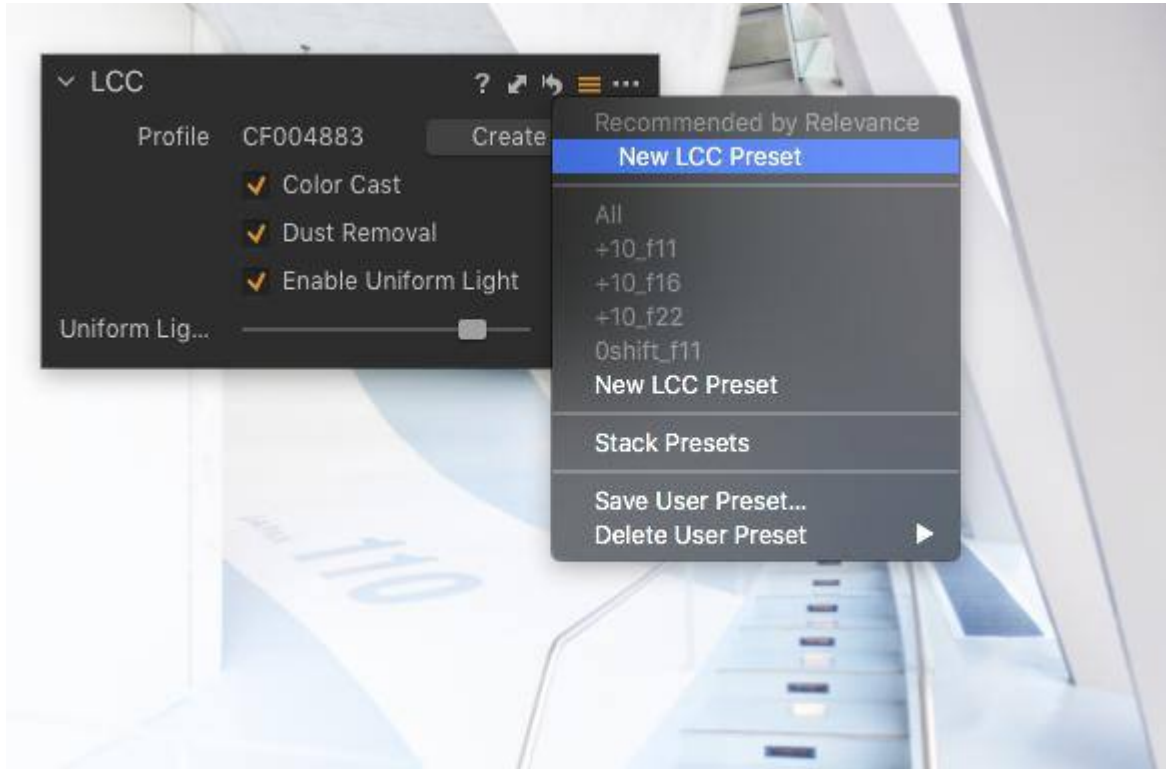 LCC
?
Profile CF004883 Create
Color Cast
Dust Removal
Enable Uniform Light
Uniform Lig...
Recommended by Relevance
New LCC Preset
All
+10_f11
+10_f16
+10_f22
0shift_f11
New LCC Preset
Stack Presets
Save User Preset...
Delete User Preset
110